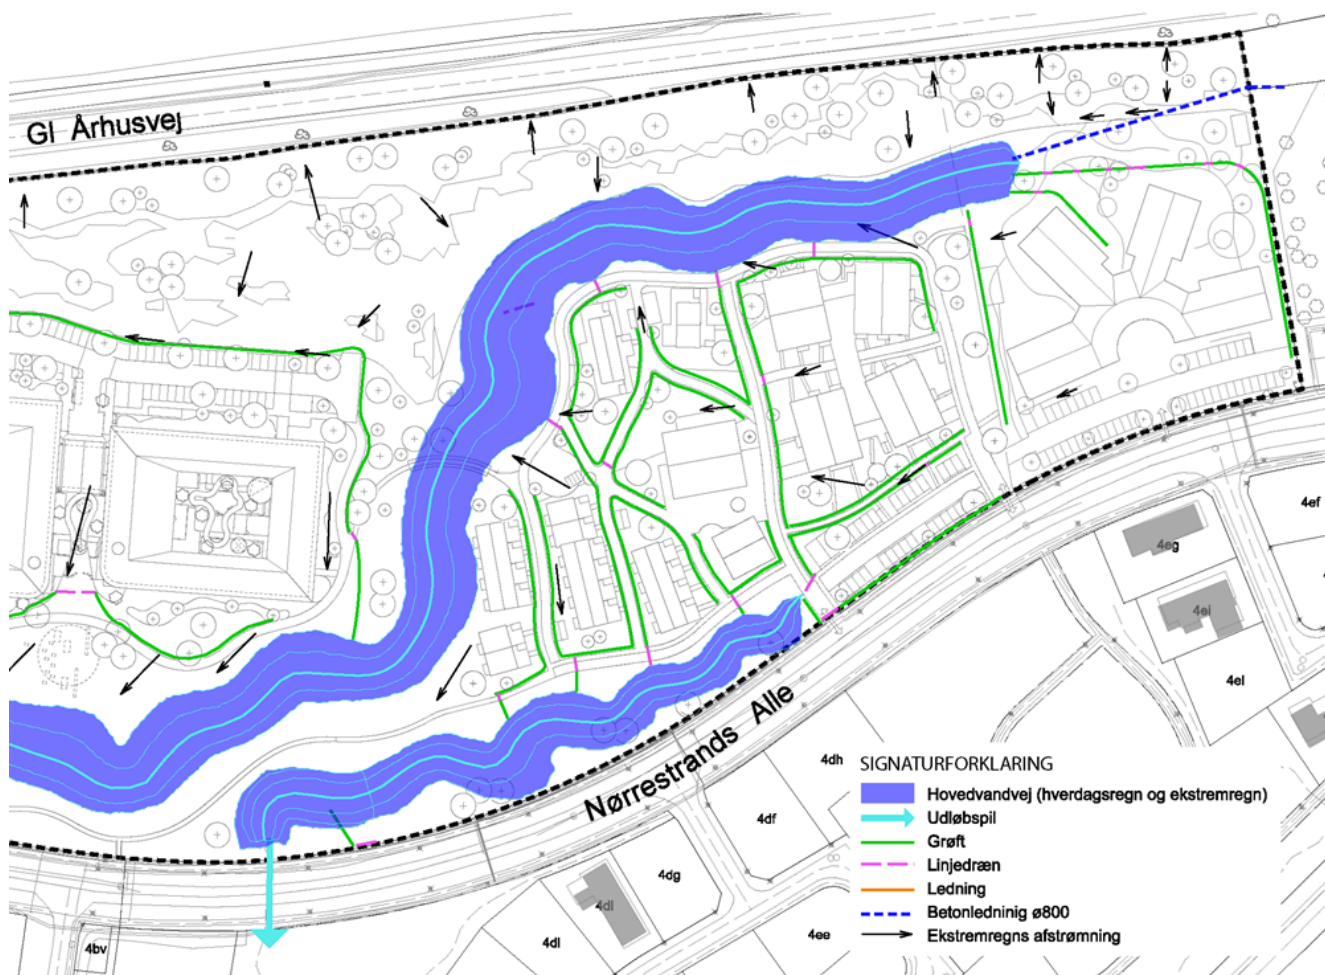 Gl Århusvej
4ef
4eg
4ei
4el
Nørrestrands Alle
4dh
4df
4dg
4dl
4dl
4ee
4bv
SIGNATURFORKLARING
Hovedvandvej (hverdagsregn og ekstremregn)
Udløbspil
Grøft
Linjedræn
Ledning
Betonledninig ø800
Ekstremregns afstrømning